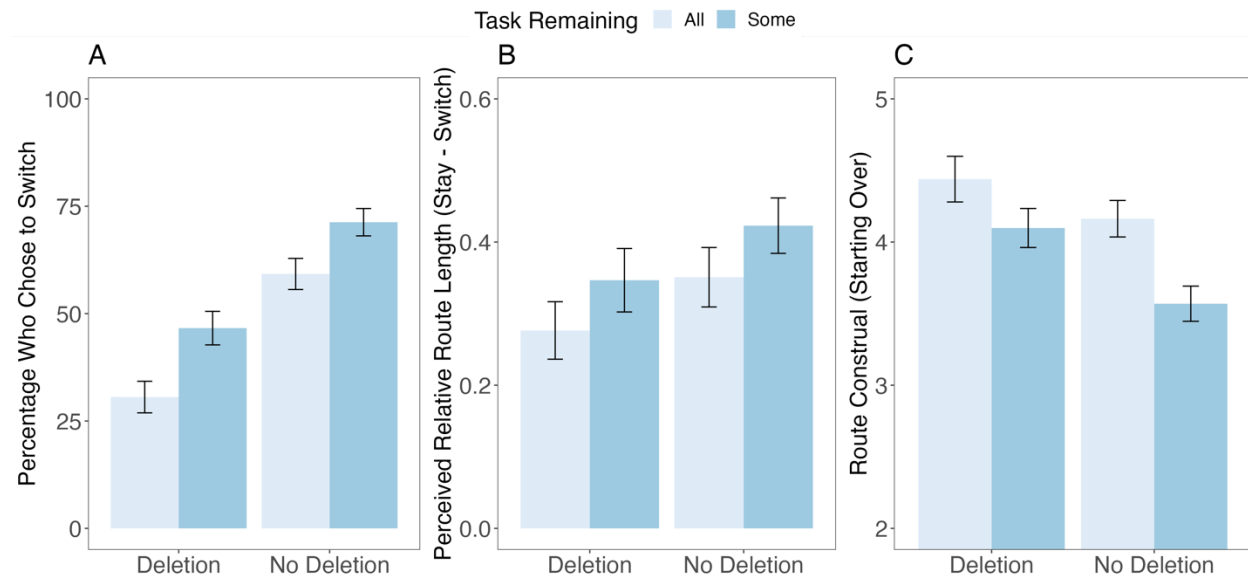 Task Remaining All Some
A
Percentage Who Chose to Switch
100
75
50
25
0
Deletion No Deletion
B
Perceived Relative Route Length (Stay - Switch)
0.6
0.4
0.2
0.0
Deletion No Deletion
C
Route Construal (Starting Over)
5
4
3
2
Deletion No Deletion